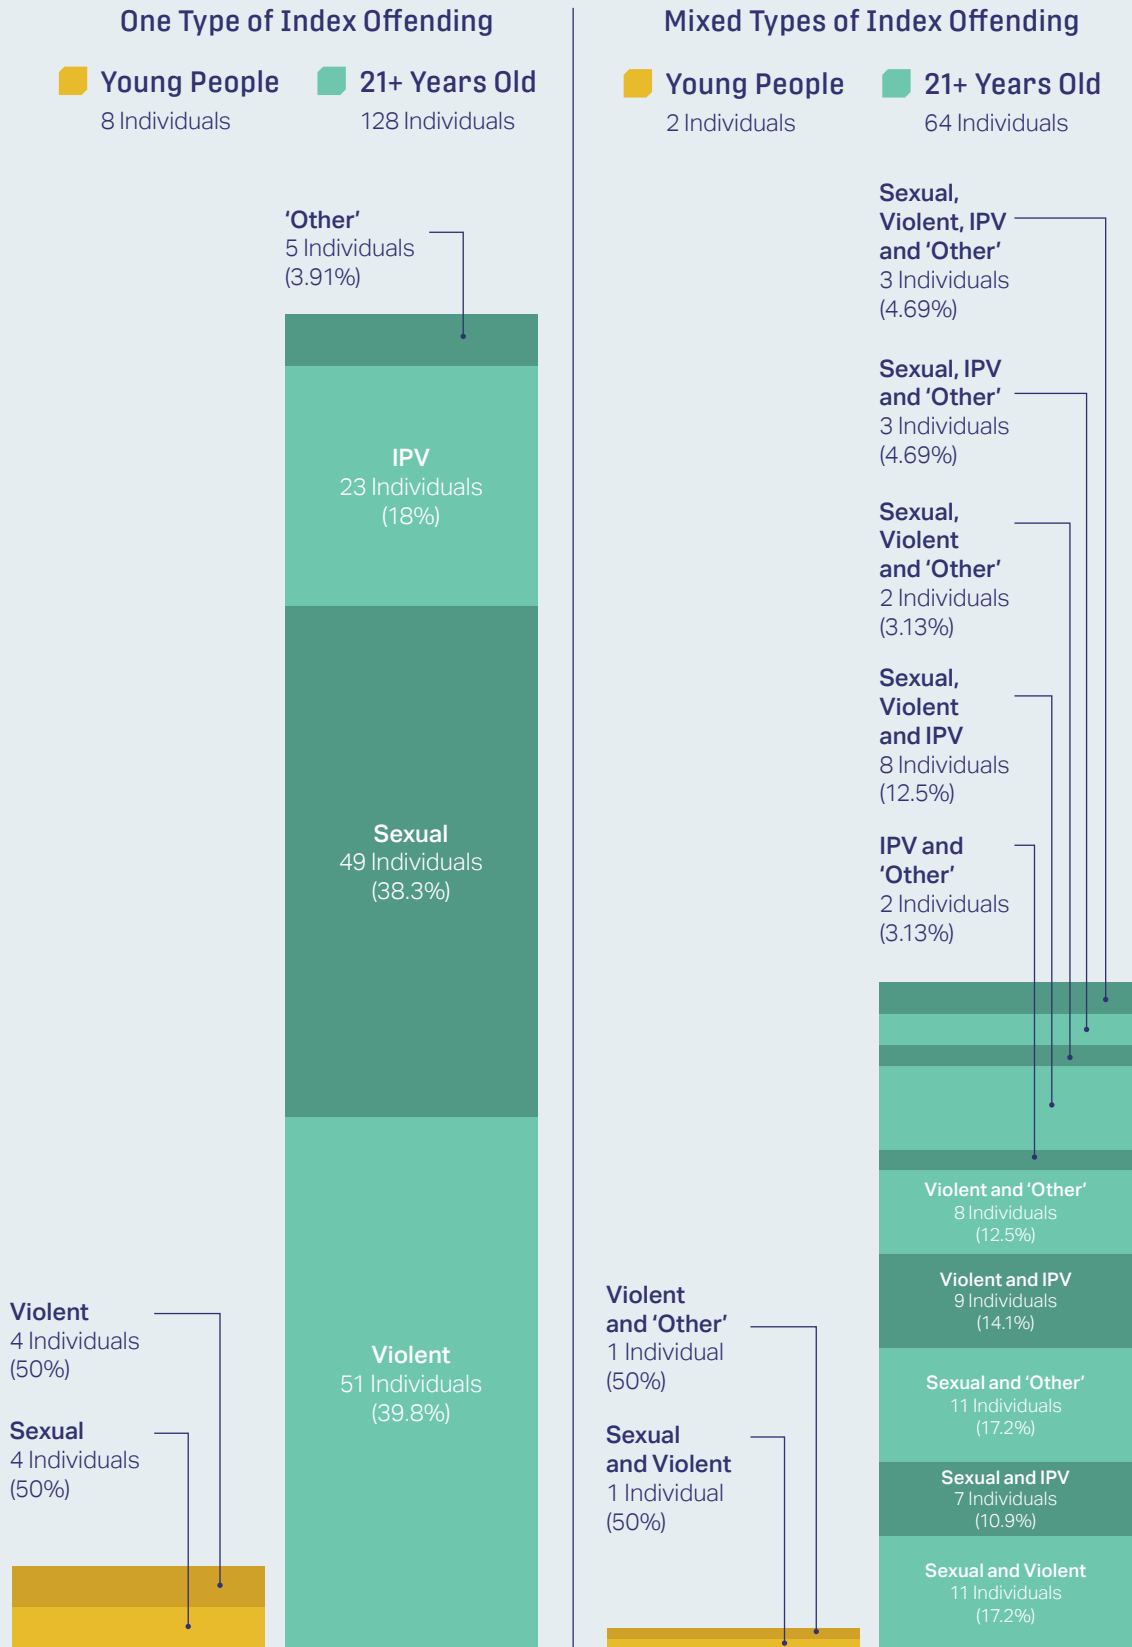 One Type of Index Offending
Young People
8 Individuals
21+ Years Old
128 Individuals
‘Other’
5 Individuals
(3.91%)
IPV
23 Individuals
(18%)
Sexual
49 Individuals
(38.3%)
Violent
51 Individuals
(39.8%)
Violent
4 Individuals
(50%)
Sexual
4 Individuals
(50%)
Mixed Types of Index Offending
Young People
2 Individuals
21+ Years Old
64 Individuals
Sexual,
Violent, IPV
and ‘Other’
3 Individuals
(4.69%)
Sexual, IPV
and ‘Other’
3 Individuals
(4.69%)
Sexual,
Violent
and ‘Other’
2 Individuals
(3.13%)
Sexual,
Violent
and IPV
8 Individuals
(12.5%)
IPV and
‘Other’
2 Individuals
(3.13%)
Violent and ‘Other’
8 Individuals
(12.5%)
Violent and IPV
9 Individuals
(14.1%)
Sexual and ‘Other’
11 Individuals
(17.2%)
Sexual and IPV
7 Individuals
(10.9%)
Sexual and Violent
11 Individuals
(17.2%)
Violent
and ‘Other’
1 Individual
(50%)
Sexual
and Violent
1 Individual
(50%)